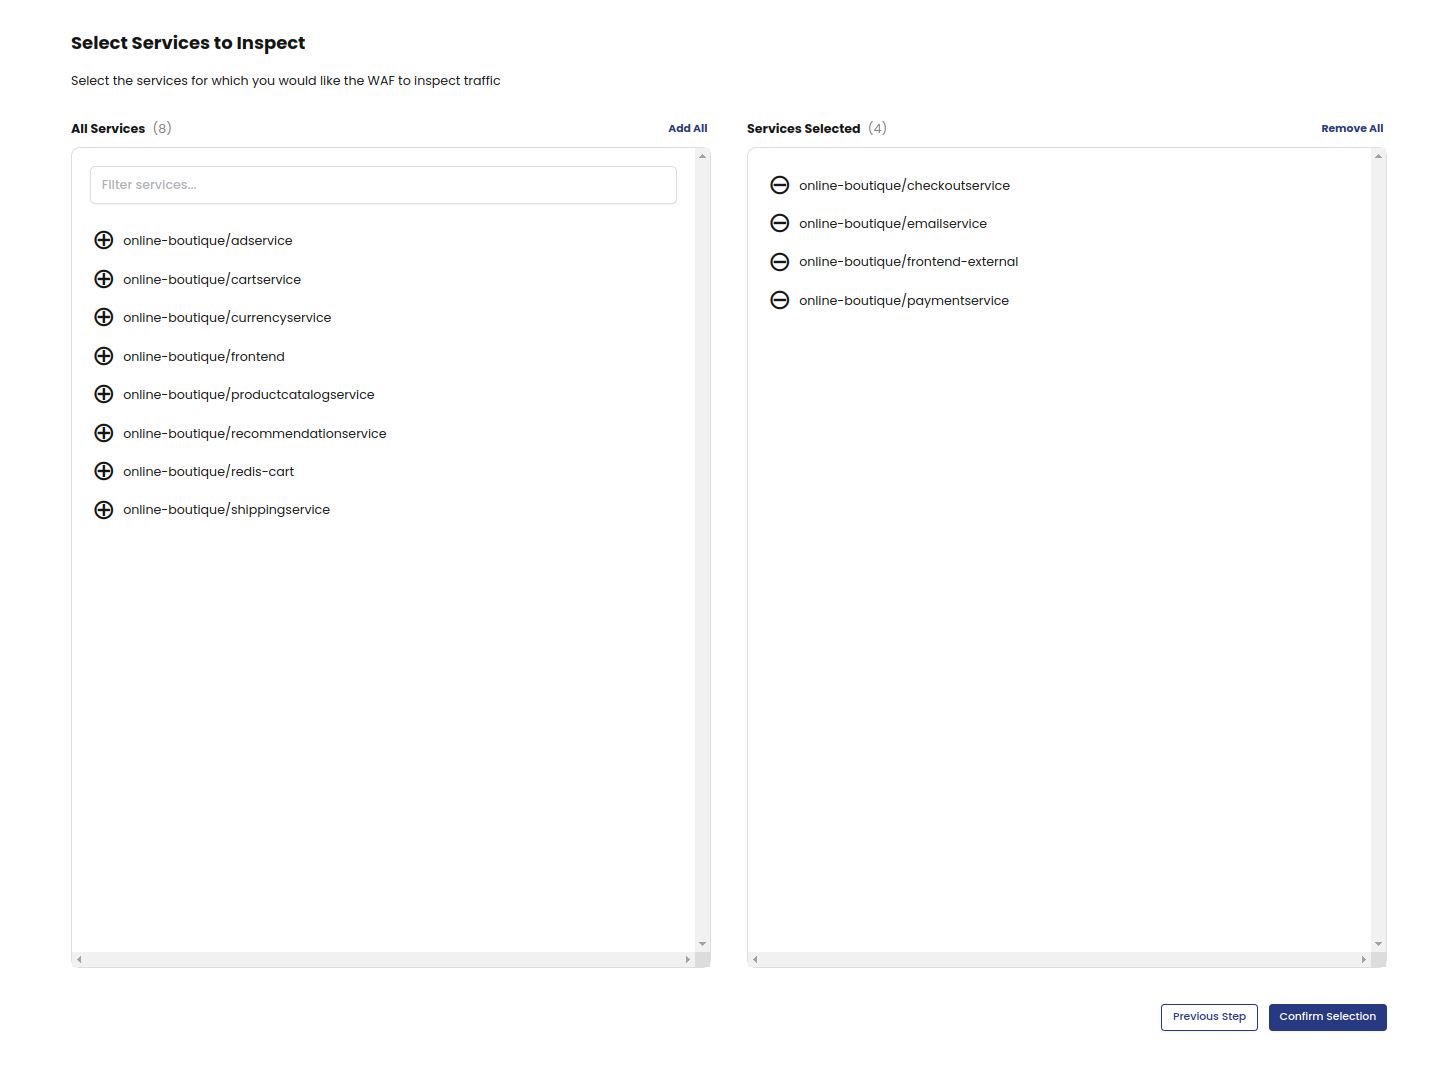 Select Services to Inspect
Select the services for which you would like the WAF to inspect traffic
All Services (8)
Add All
Filter services...
online-boutique/adservice
online-boutique/cartservice
online-boutique/currencyservice
online-boutique/frontend
online-boutique/productcatalogservice
online-boutique/recommendationservice
online-boutique/redis-cart
online-boutique/shippingservice
Services Selected (4)
Remove All
online-boutique/checkoutservice
online-boutique/emailservice
online-boutique/frontend-external
online-boutique/paymentservice
Previous Step
Confirm Selection